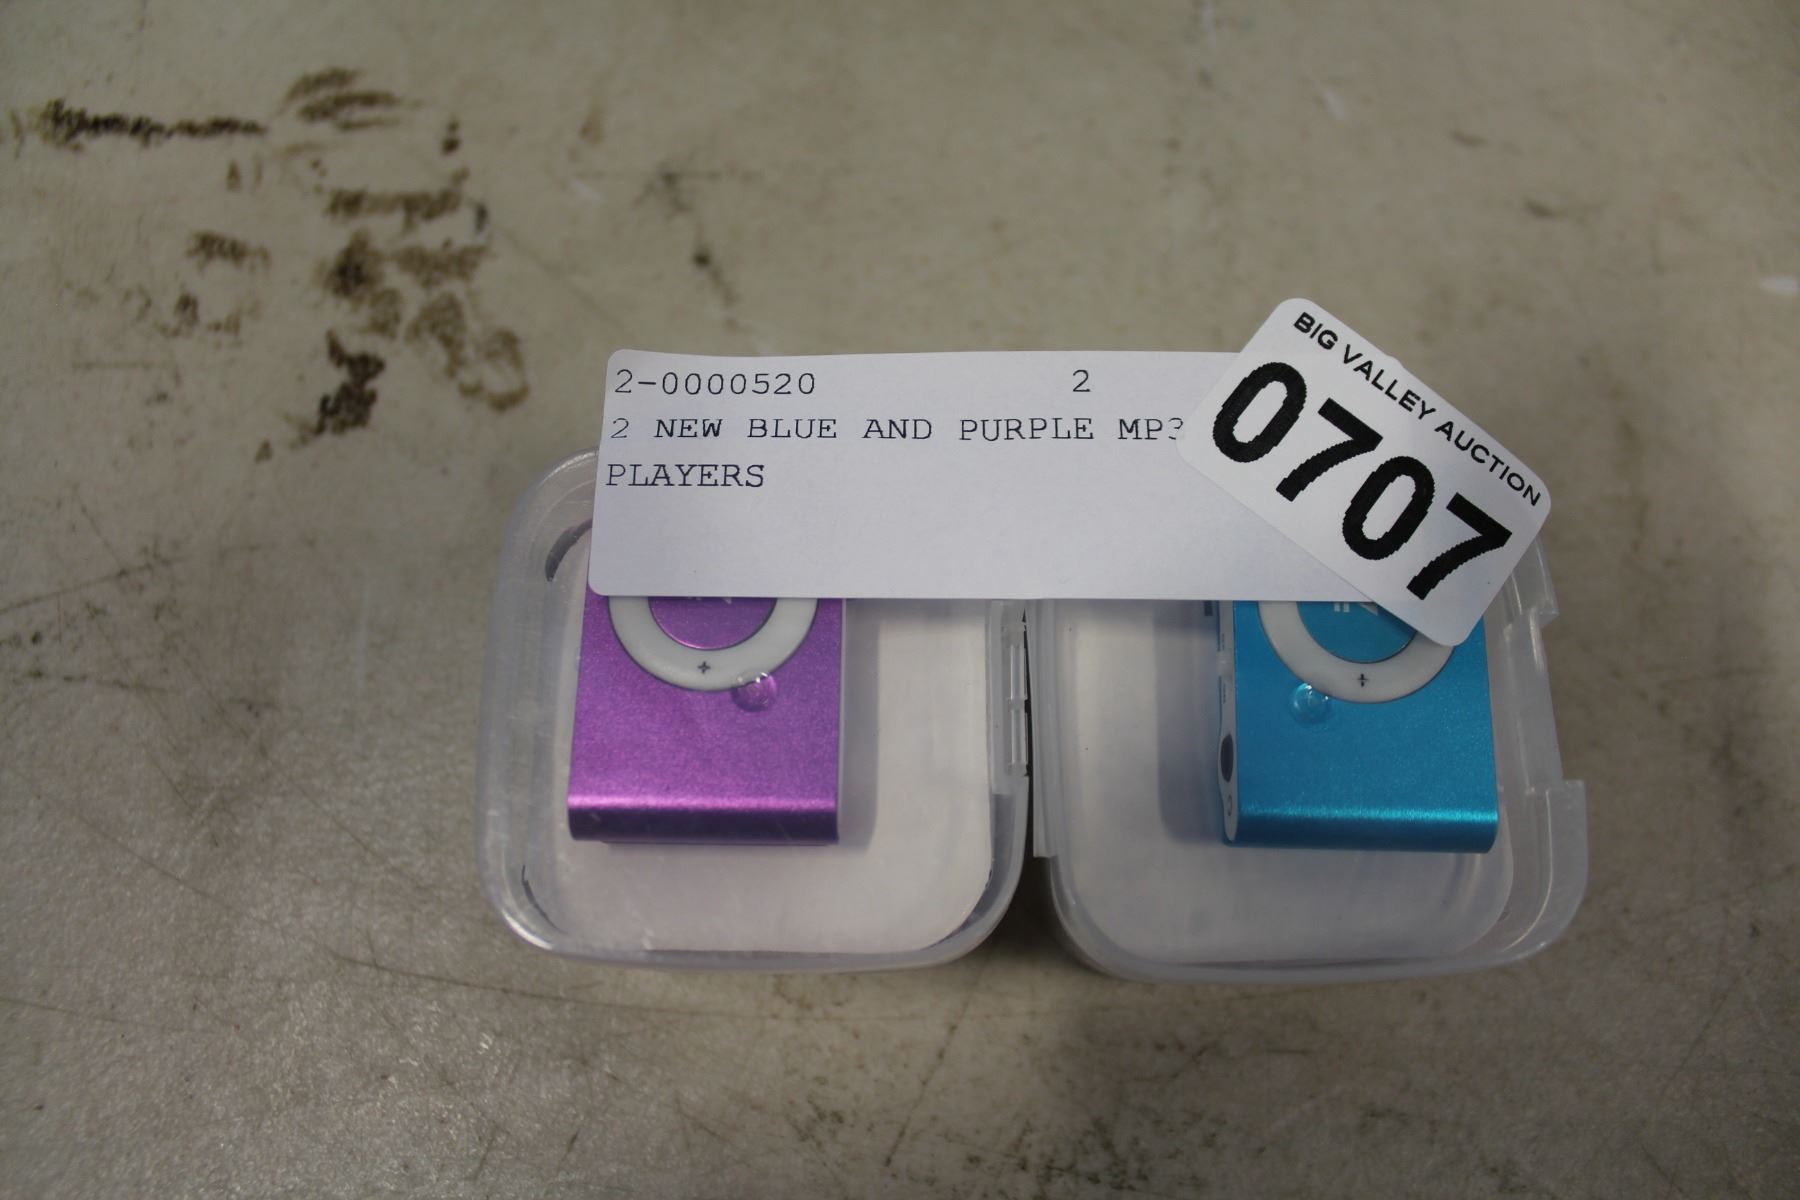 2-0000520 2
2 NEW BLUE AND PURPLE MP3
PLAYERS
BIG VALLEY AUCTION
0707
+
+